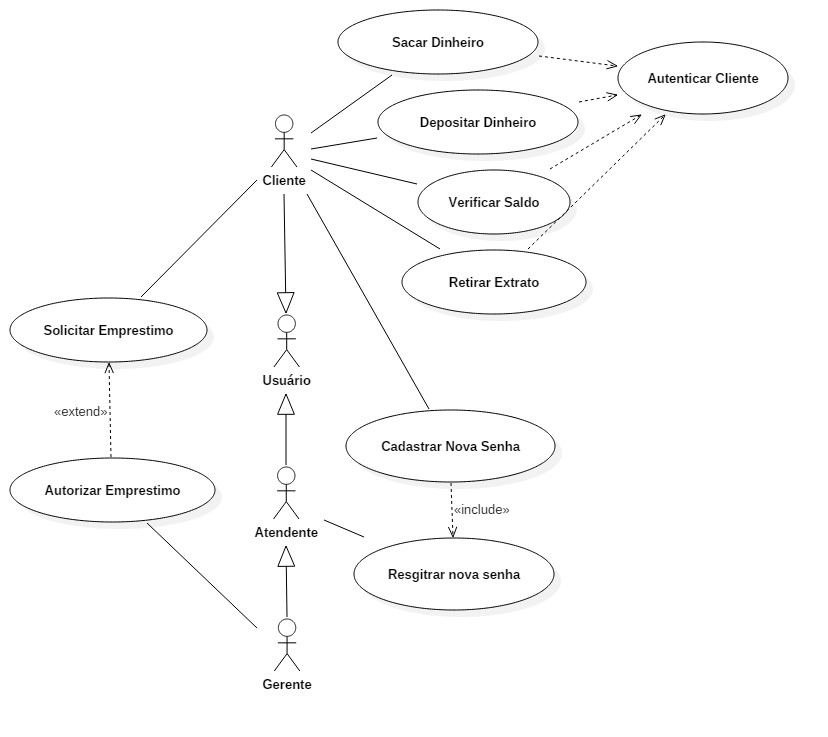 Sacar Dinheiro
Autenticar Cliente
Depositar Dinheiro
Cliente
Verificar Saldo
Retirar Extrato
Solicitar Emprestimo
Usuário
«extend»
Cadastrar Nova Senha
Autorizar Emprestimo
«include»
Atendente
Resgitrar nova senha
Gerente